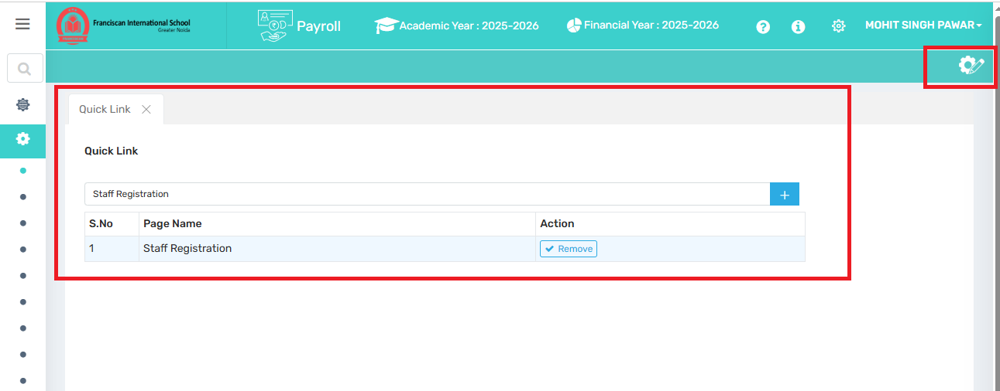 Franciscan International School
Greater Noida
Payroll
Academic Year : 2025-2026
Financial Year : 2025-2026
MOHIT SINGH PAWAR
Quick Link
Quick Link
Staff Registration
S.No Page Name Action
1 Staff Registration Remove